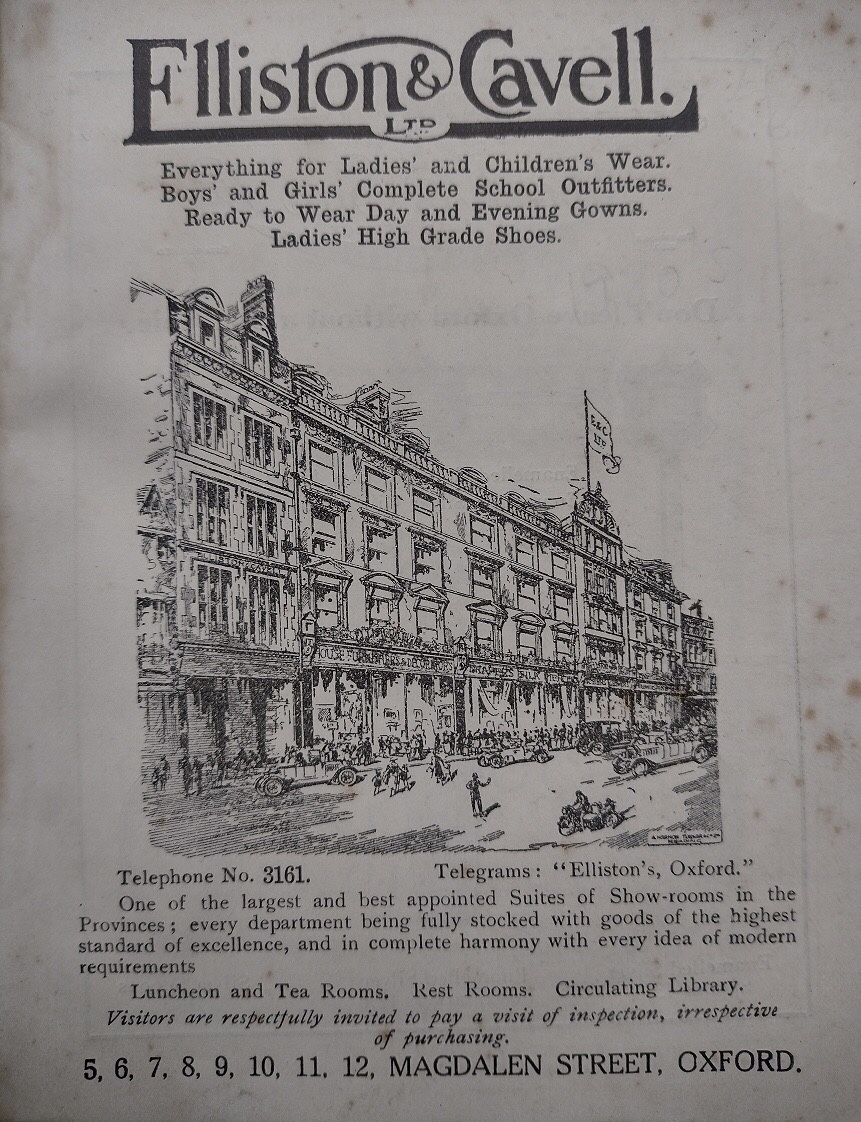 Elliston & Cavell.
LTD
Everything for Ladies' and Children's Wear.
Boys' and Girls' Complete School Outfitters.
Ready to Wear Day and Evening Gowns.
Ladies' High Grade Shoes.
E & C
LTD
Telephone No. 3161.
Telegrams: "Elliston's, Oxford."
One of the largest and best appointed Suites of Show-rooms in the
Provinces; every department being fully stocked with goods of the highest
standard of excellence, and in complete harmony with every idea of modern
requirements
Luncheon and Tea Rooms. Rest Rooms. Circulating Library.
Visitors are respectfully invited to pay a visit of inspection, irrespective
of purchasing.
5, 6, 7, 8, 9, 10, 11, 12, MAGDALEN STREET, OXFORD.